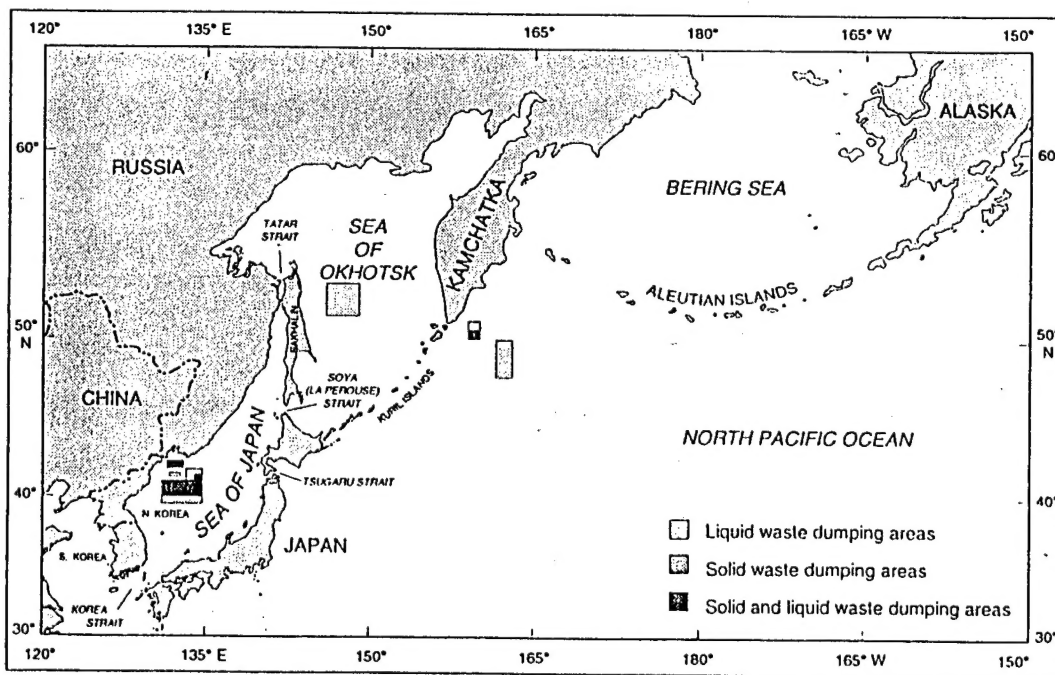 120° 135° E 150° 165° 180° 165° W 150°
RUSSIA
ALASKA
60° 60°
BERING SEA
KAMCHATKA
TATAR
STRAIT
SEA
OF
OKHOTSK
ALEUTIAN ISLANDS
SAKHALIN
50° 50°
N N
SOYA
(LA PEROUSE)
STRAIT
KURIL ISLANDS
CHINA
NORTH PACIFIC OCEAN
SEA OF JAPAN
TSUGARU STRAIT
40° 40°
N. KOREA
JAPAN
S. KOREA
KOREA
STRAIT
Liquid waste dumping areas
Solid waste dumping areas
Solid and liquid waste dumping areas
30° 30°
120° 135° E 150° 165° 180° 165° W 150°